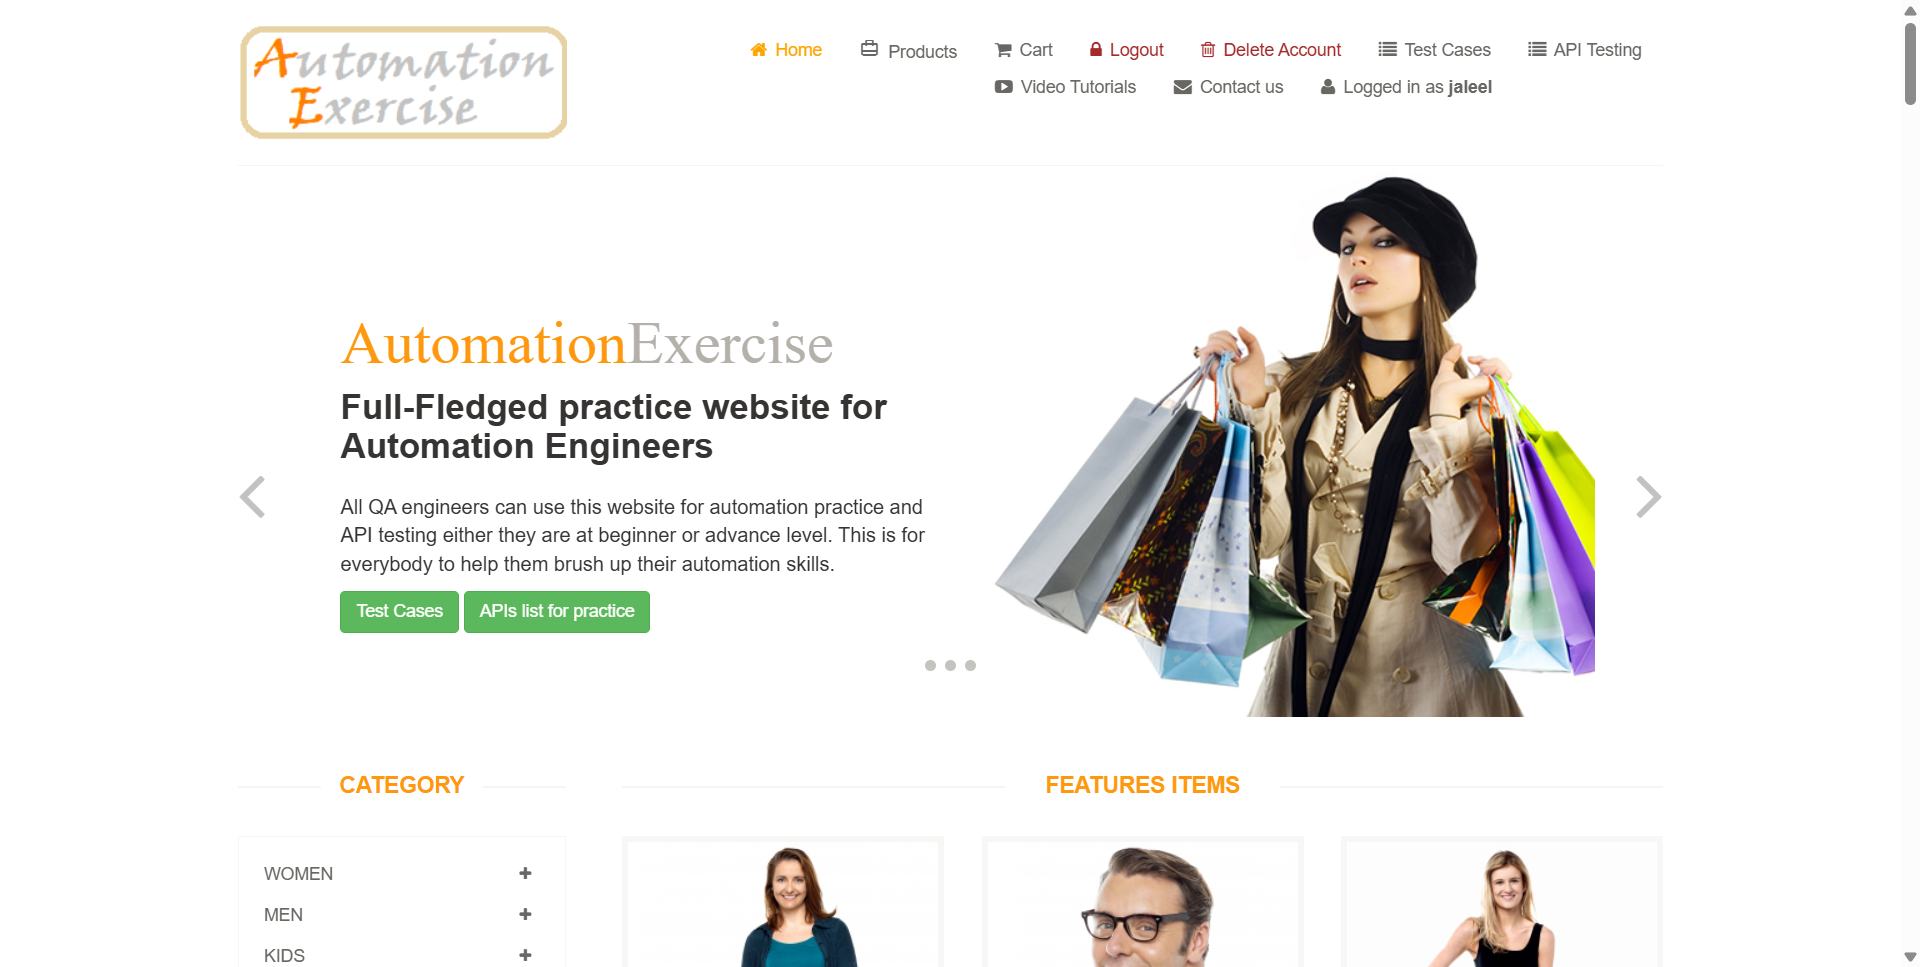 Automation
Exercise
Home Products Cart Logout Delete Account Test Cases API Testing
Video Tutorials Contact us Logged in as jaleel
AutomationExercise
Full-Fledged practice website for
Automation Engineers
All QA engineers can use this website for automation practice and
API testing either they are at beginner or advance level. This is for
everybody to help them brush up their automation skills.
Test Cases APIs list for practice
CATEGORY
WOMEN
MEN
KIDS
FEATURES ITEMS